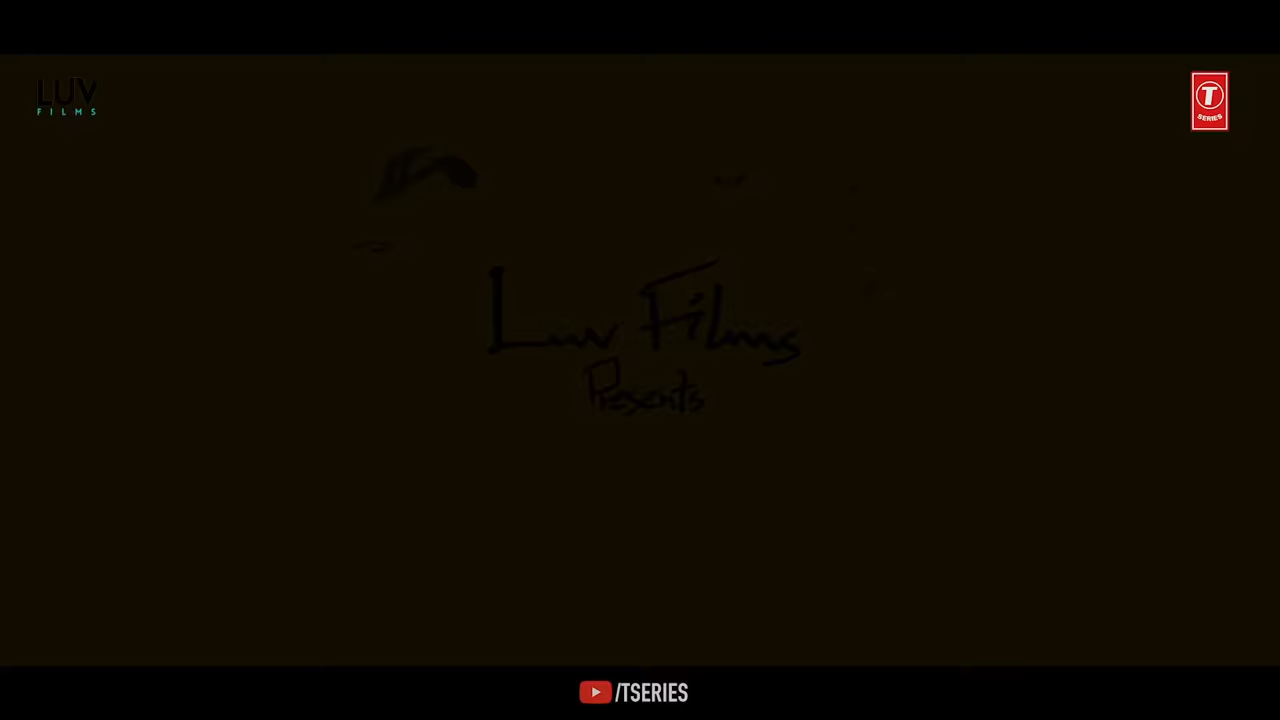 LUV
FILMS
T
SERIES
Luv Films
Presents
/TSERIES